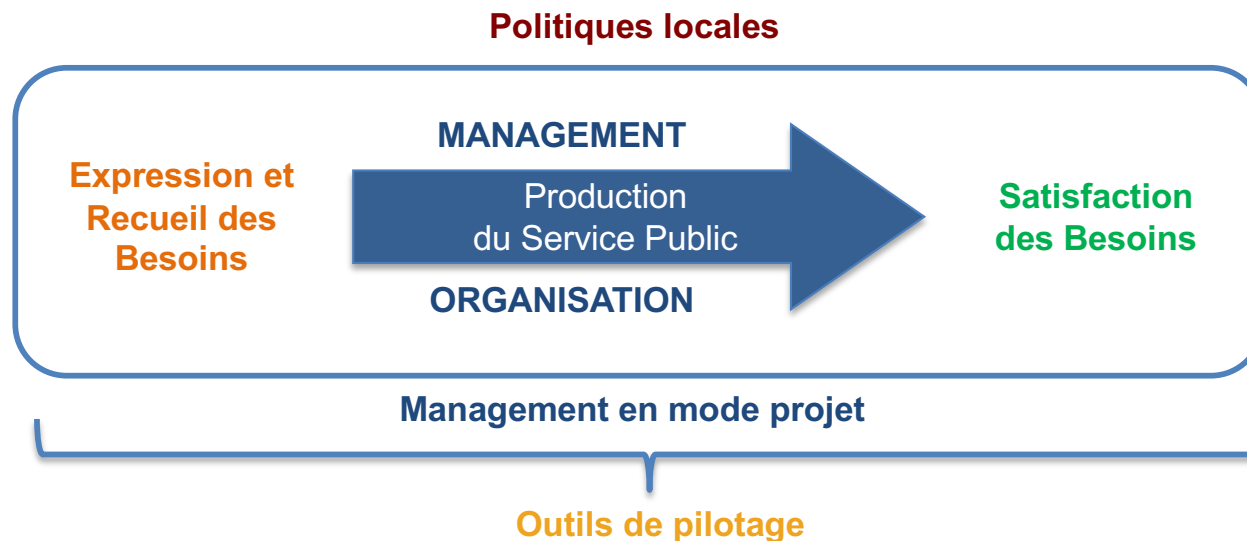 Politiques locales
MANAGEMENT
Expression et
Recueil des
Besoins
Production
du Service Public
Satisfaction
des Besoins
ORGANISATION
Management en mode projet
Outils de pilotage